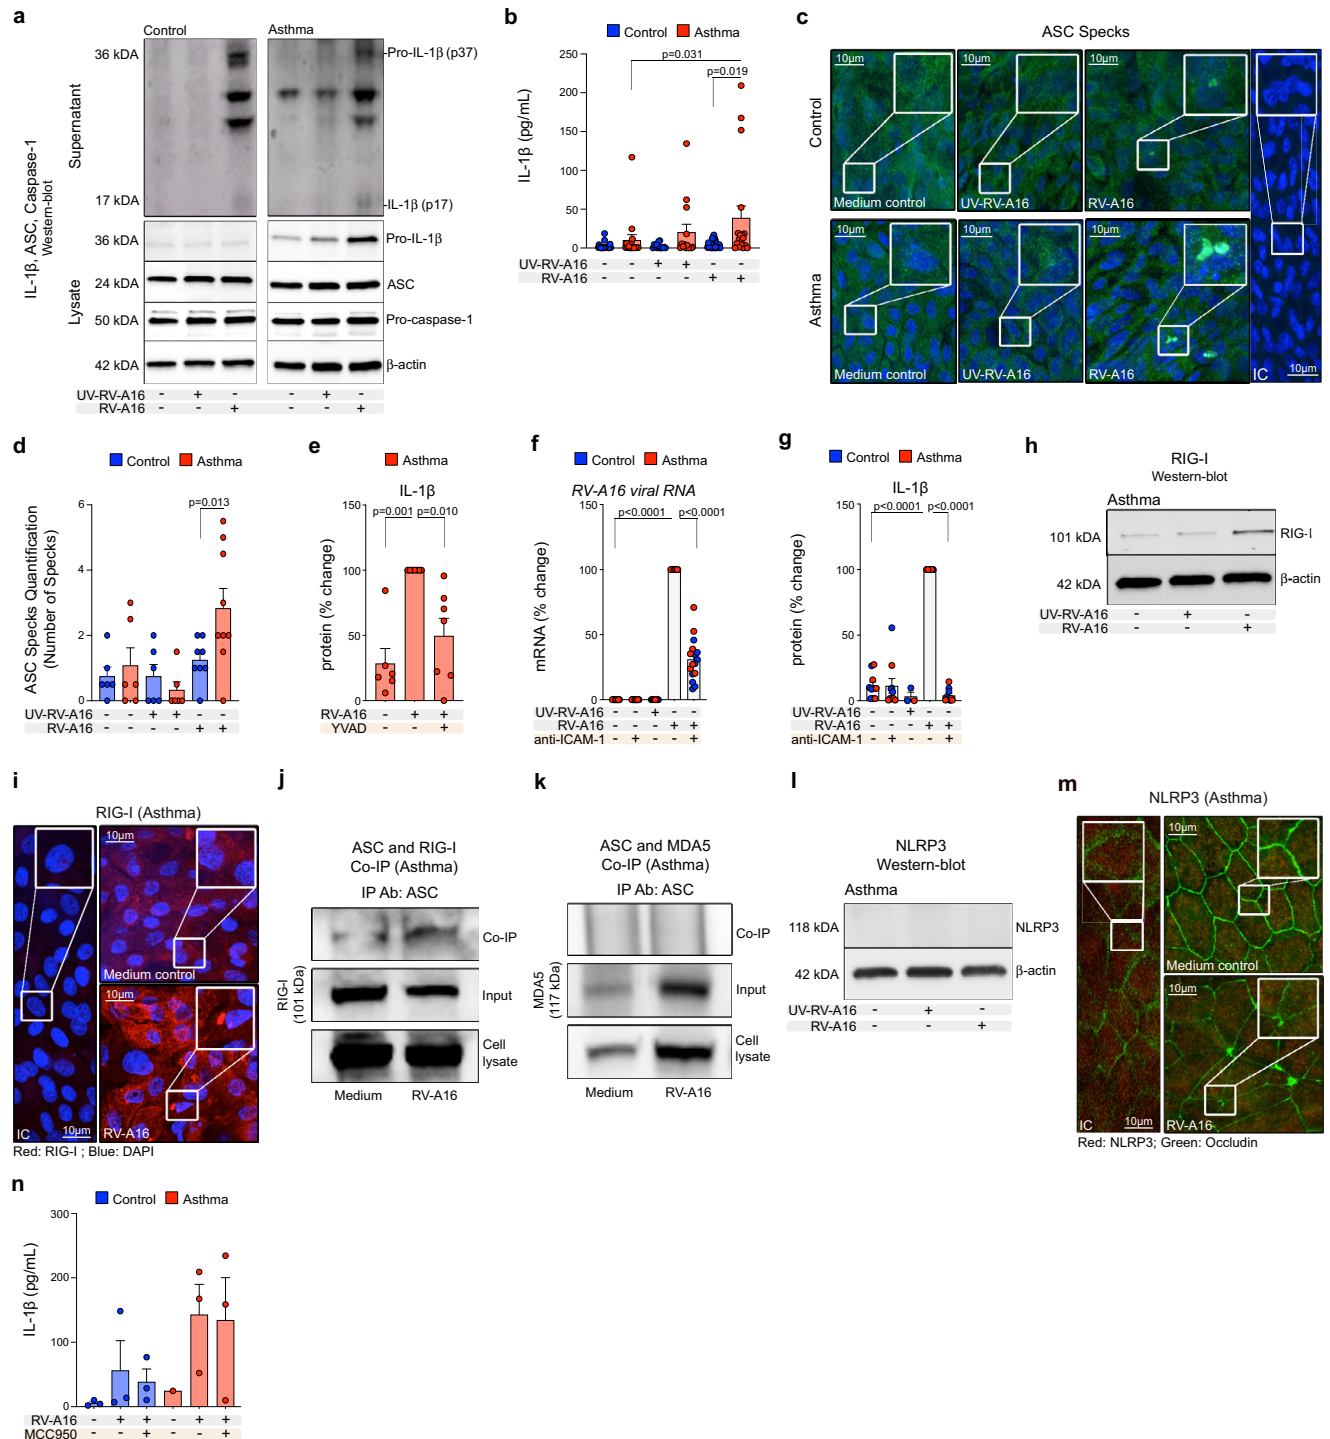 a
Control
Asthma
IL-1β, ASC, Caspase-1
Western-blot
Supernatant
Lysate
36 kDA
Pro-IL-1β (p37)
17 kDA
IL-1β (p17)
36 kDA
Pro-IL-1β
24 kDA
ASC
50 kDA
Pro-caspase-1
42 kDA
β-actin
UV-RV-A16 - + - - + -
RV-A16 - - + - - +
b
Control Asthma
IL-1β (pg/mL)
250
200
150
100
50
0
p=0.031
p=0.019
UV-RV-A16 - - + + - -
RV-A16 - - - - + +
c
ASC Specks
Control
Asthma
10µm
10µm
10µm
Medium control
UV-RV-A16
RV-A16
10µm
10µm
10µm
Medium control
UV-RV-A16
RV-A16
IC
10µm
d
Control Asthma
ASC Specks Quantification
(Number of Specks)
6
4
2
0
p=0.013
UV-RV-A16 - - + + - -
RV-A16 - - - - + +
e
Asthma
IL-1β
protein (% change)
150
100
50
0
p=0.001
p=0.010
RV-A16 - + +
YVAD - - +
f
Control Asthma
RV-A16 viral RNA
mRNA (% change)
150
100
50
0
p<0.0001
p<0.0001
UV-RV-A16 - - + - -
RV-A16 - - - + +
anti-ICAM-1 - + - - +
g
Control Asthma
IL-1β
protein (% change)
150
100
50
0
p<0.0001
p<0.0001
UV-RV-A16 - - + - -
RV-A16 - - - + +
anti-ICAM-1 - + - - +
h
RIG-I
Western-blot
Asthma
101 kDA
RIG-I
42 kDA
β-actin
UV-RV-A16 - + -
RV-A16 - - +
i
RIG-I (Asthma)
10µm
Medium control
10µm
IC
10µm
RV-A16
Red: RIG-I ; Blue: DAPI
j
ASC and RIG-I
Co-IP (Asthma)
IP Ab: ASC
RIG-I
(101 kDa)
Co-IP
Input
Cell
lysate
Medium RV-A16
k
ASC and MDA5
Co-IP (Asthma)
IP Ab: ASC
MDA5
(117 kDa)
Co-IP
Input
Cell
lysate
Medium RV-A16
l
NLRP3
Western-blot
Asthma
118 kDA
NLRP3
42 kDA
β-actin
UV-RV-A16 - + -
RV-A16 - - +
m
NLRP3 (Asthma)
10µm
Medium control
10µm
IC
10µm
RV-A16
Red: NLRP3; Green: Occludin
n
Control Asthma
IL-1β (pg/mL)
300
200
100
0
RV-A16 - + + - + +
MCC950 - - + - - +